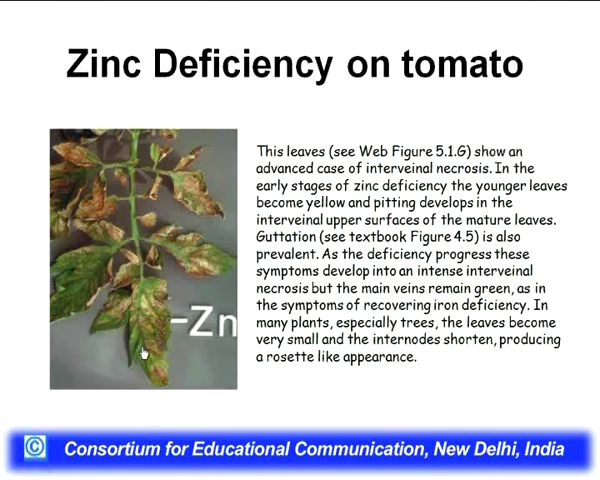 Zinc Deficiency on tomato
This leaves (see Web Figure 5.1.G) show an
advanced case of interveinal necrosis. In the
early stages of zinc deficiency the younger leaves
become yellow and pitting develops in the
interveinal upper surfaces of the mature leaves.
Guttation (see textbook Figure 4.5) is also
prevalent. As the deficiency progress these
symptoms develop into an intense interveinal
necrosis but the main veins remain green, as in
the symptoms of recovering iron deficiency. In
many plants, especially trees, the leaves become
very small and the internodes shorten, producing
a rosette like appearance.
-Zn
© Consortium for Educational Communication, New Delhi, India